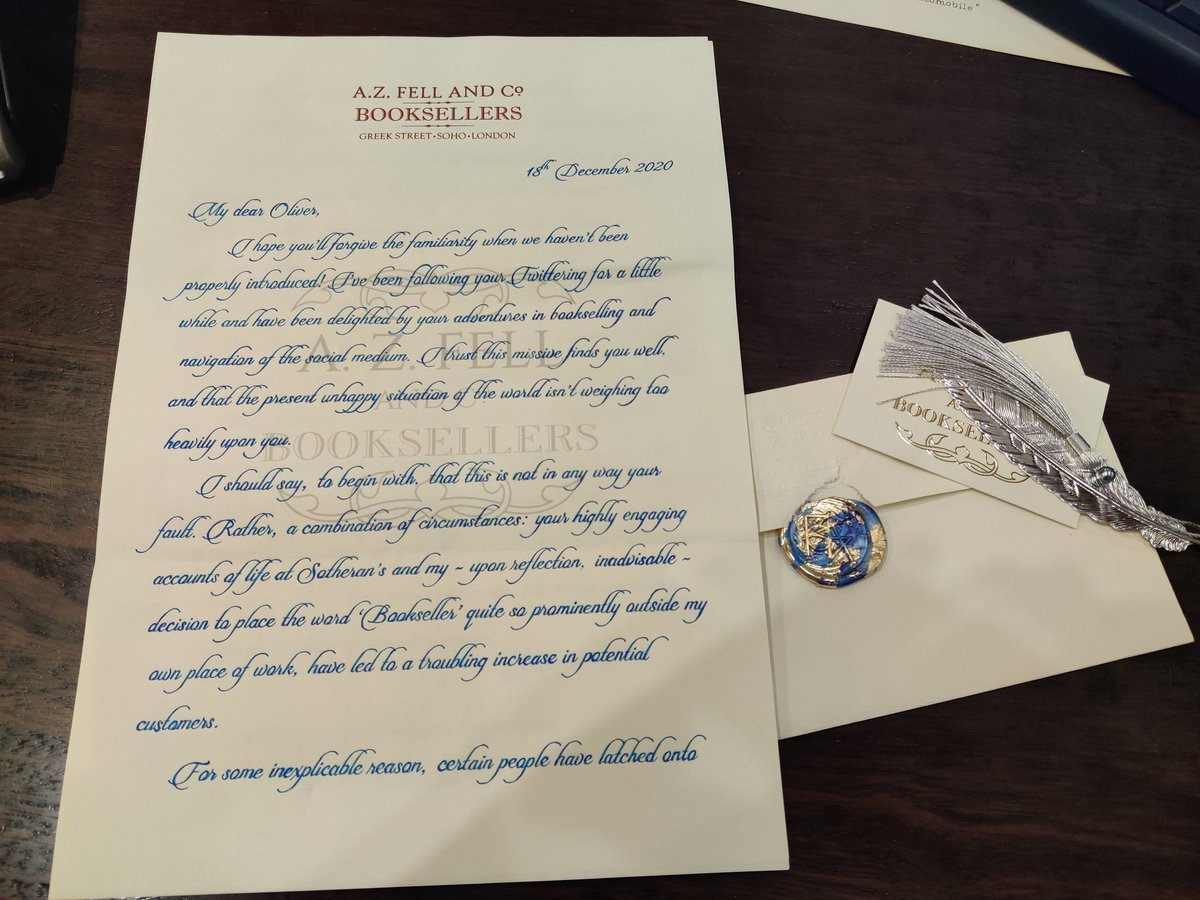 A.Z. FELL AND Cº
BOOKSELLERS
GREEK STREET•SOHO•LONDON
18th December 2020
My dear Oliver,
I hope you'll forgive the familiarity when we haven't been
properly introduced! I've been following your Twittering for a little
while and have been delighted by your adventures in bookselling and
navigation of the social medium. I trust this missive finds you well,
and that the present unhappy situation of the world isn't weighing too
heavily upon you.
I should say, to begin with, that this is not in any way your
fault. Rather, a combination of circumstances: your highly engaging
accounts of life at Sotheran's and my ~ upon reflection, inadvisable ~
decision to place the word 'Bookseller' quite so prominently outside my
own place of work, have led to a troubling increase in potential
customers.
For some inexplicable reason, certain people have latched onto
A. Z. FELL
AND Cº
BOOKSELLERS
BOOKSE